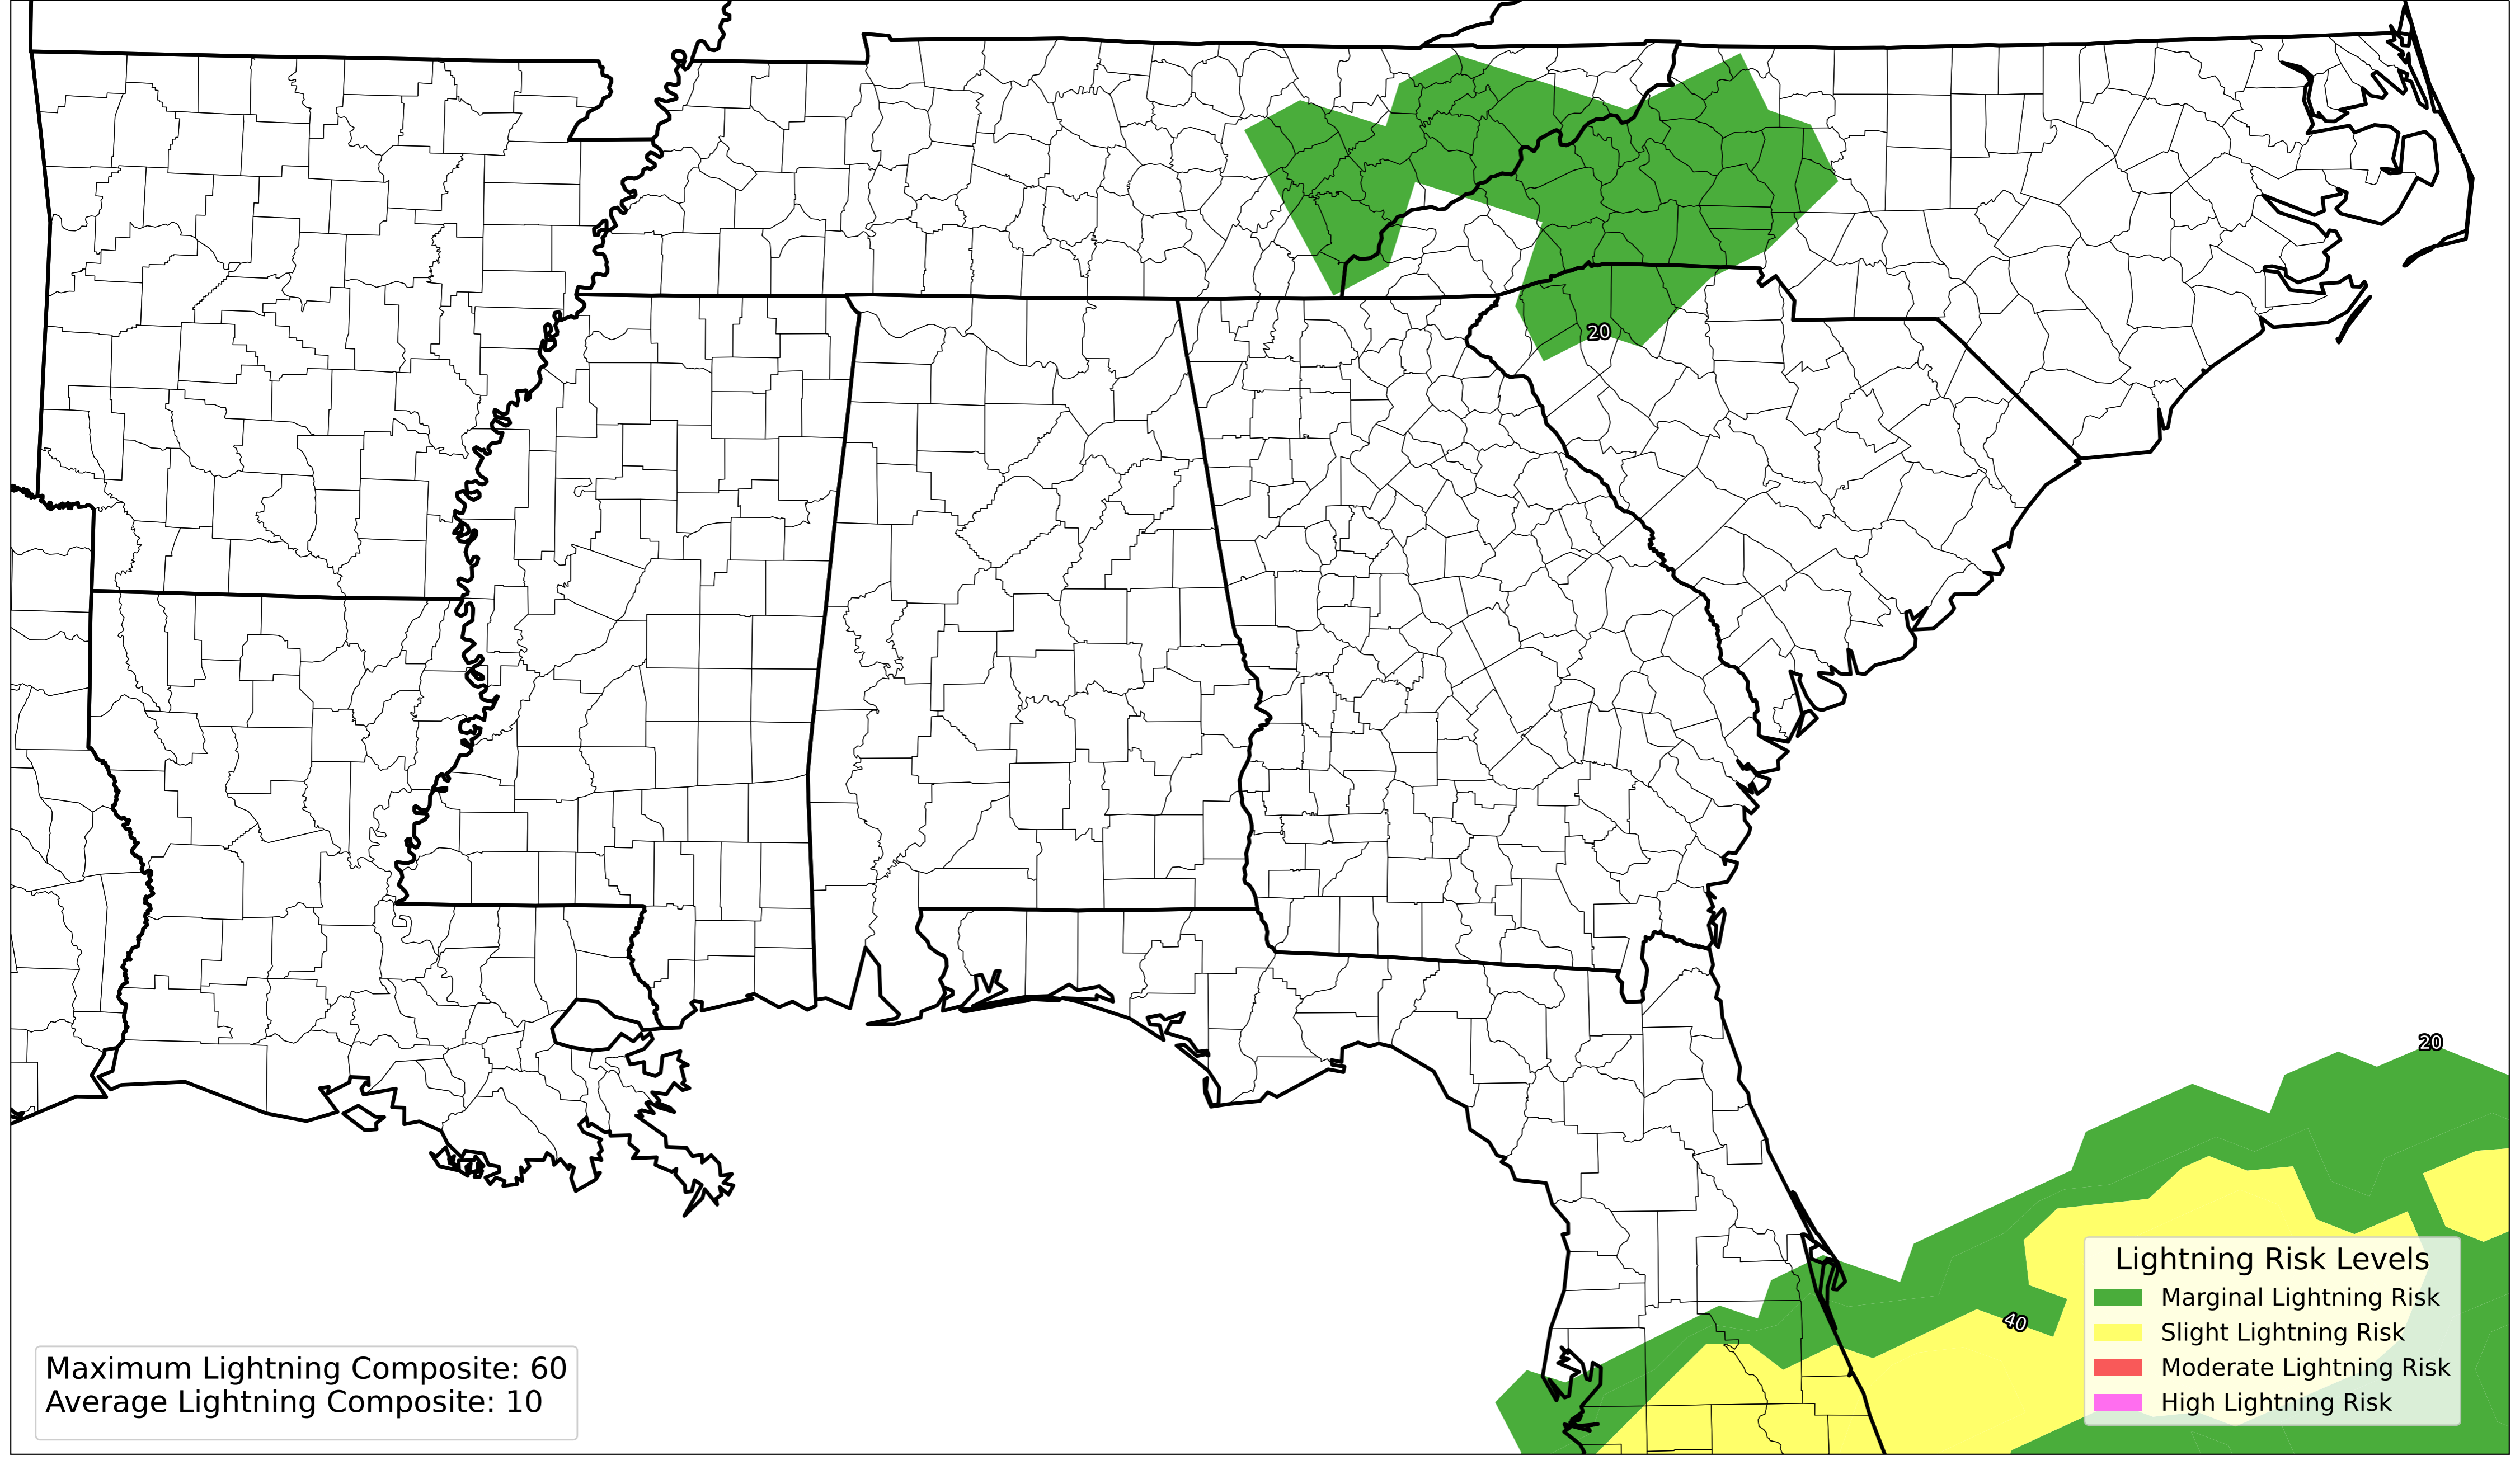 20
20
40
Lightning Risk Levels
Marginal Lightning Risk
Slight Lightning Risk
Moderate Lightning Risk
High Lightning Risk
Maximum Lightning Composite: 60
Average Lightning Composite: 10